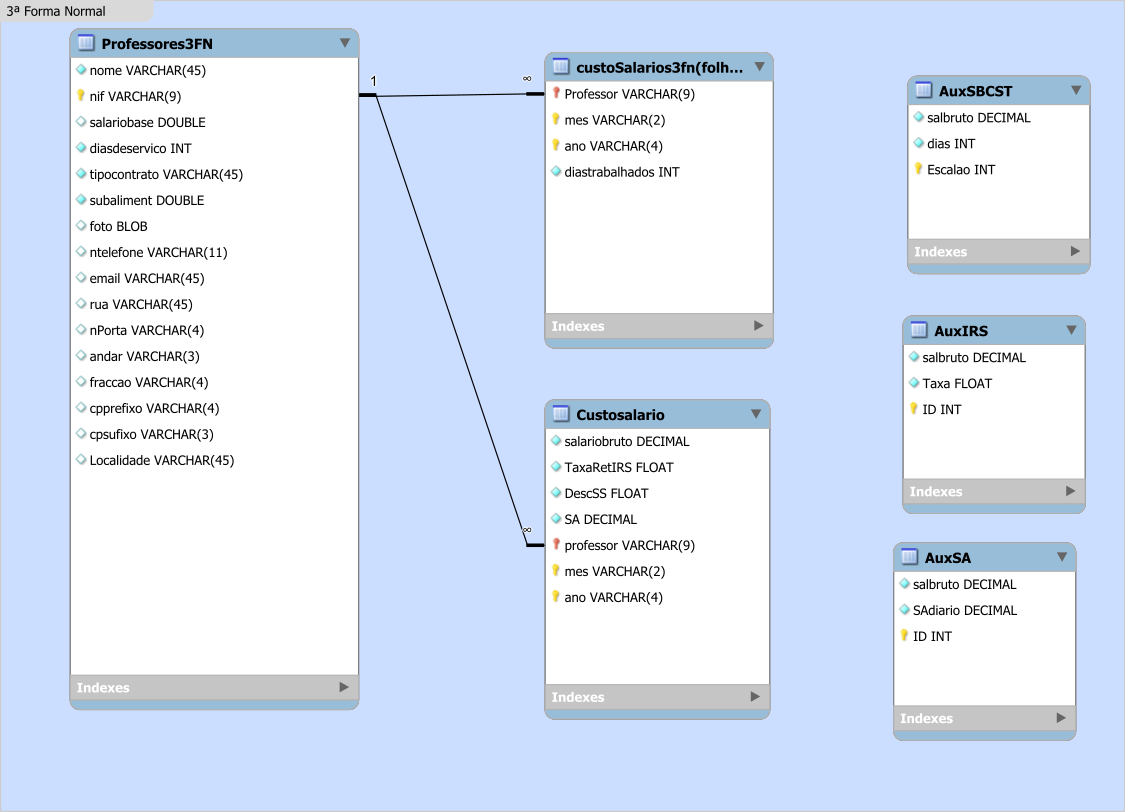 3ª Forma Normal
Professores3FN
nome VARCHAR(45)
nif VARCHAR(9)
salariobase DOUBLE
diasdeservico INT
tipocontrato VARCHAR(45)
subaliment DOUBLE
foto BLOB
ntelefone VARCHAR(11)
email VARCHAR(45)
rua VARCHAR(45)
nPorta VARCHAR(4)
andar VARCHAR(3)
fraccao VARCHAR(4)
cpprefixo VARCHAR(4)
cpsufixo VARCHAR(3)
Localidade VARCHAR(45)
Indexes
1
∞
custoSalarios3fn(folh...
Professor VARCHAR(9)
mes VARCHAR(2)
ano VARCHAR(4)
diastrabalhados INT
Indexes
∞
Custosalario
salariobruto DECIMAL
TaxaRetIRS FLOAT
DescSS FLOAT
SA DECIMAL
professor VARCHAR(9)
mes VARCHAR(2)
ano VARCHAR(4)
Indexes
AuxSBCST
salbruto DECIMAL
dias INT
Escalao INT
Indexes
AuxIRS
salbruto DECIMAL
Taxa FLOAT
ID INT
Indexes
AuxSA
salbruto DECIMAL
SAdiario DECIMAL
ID INT
Indexes